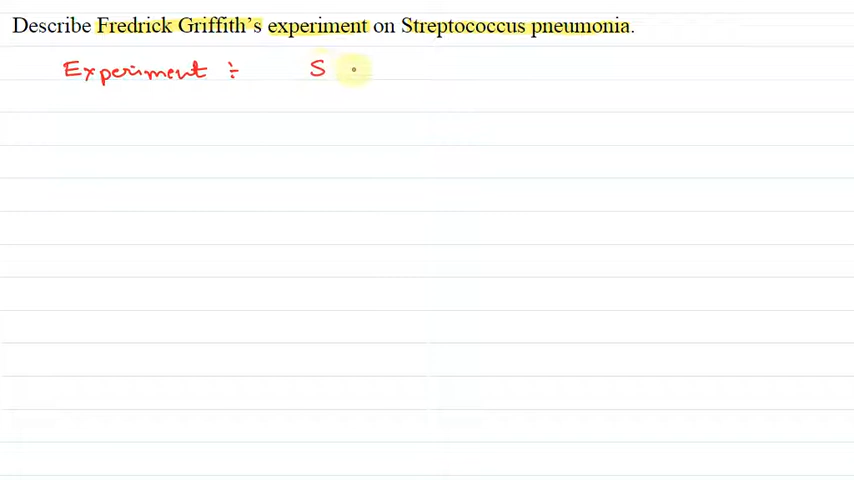 Describe Fredrick Griffith's experiment on Streptococcus pneumonia.
Experiment ÷ S